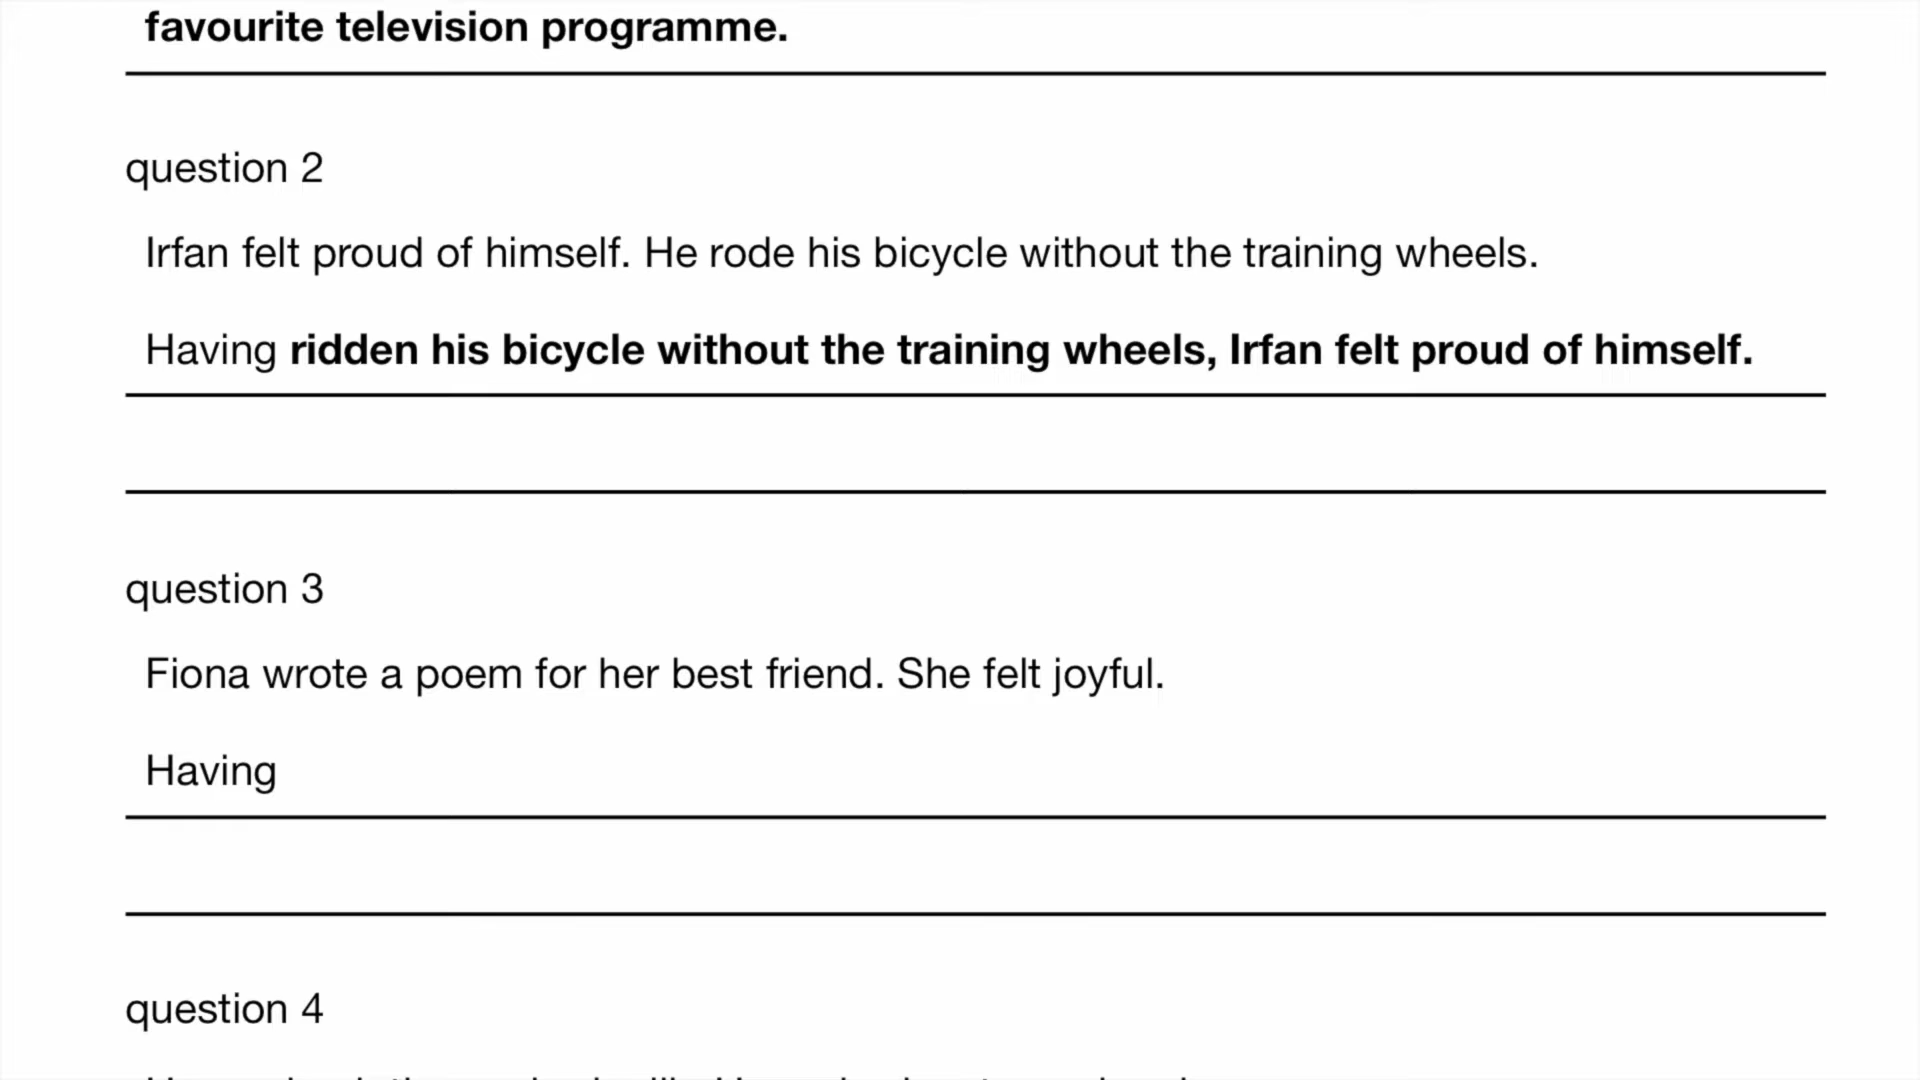 favourite television programme.
question 2
Irfan felt proud of himself. He rode his bicycle without the training wheels.
Having ridden his bicycle without the training wheels, Irfan felt proud of himself.
question 3
Fiona wrote a poem for her best friend. She felt joyful.
Having
question 4